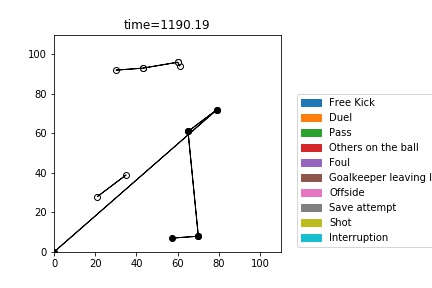 time=1190.19
100
80
60
40
20
0
0 20 40 60 80 100
Free Kick
Duel
Pass
Others on the ball
Foul
Goalkeeper leaving l
Offside
Save attempt
Shot
Interruption